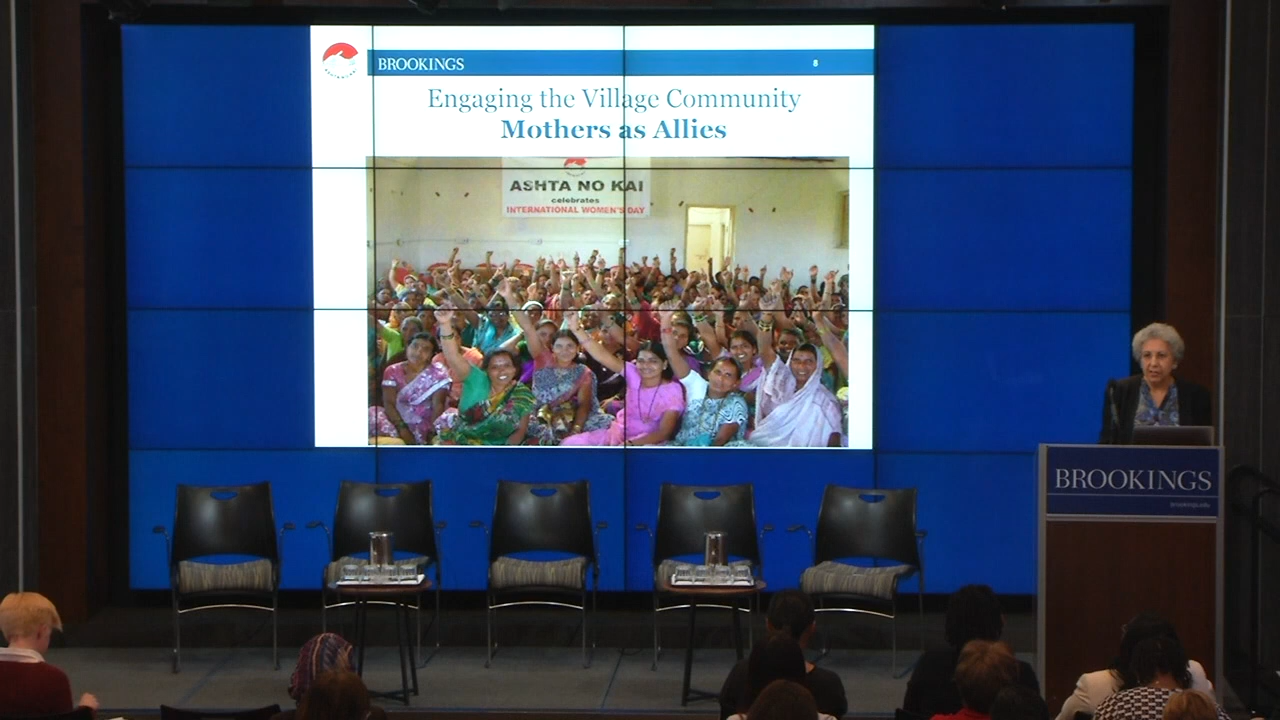 BROOKINGS
8
Engaging the Village Community
Mothers as Allies
ASHTA NO KAI
celebrates
INTERNATIONAL WOMEN'S DAY
BROOKINGS
brookings.edu